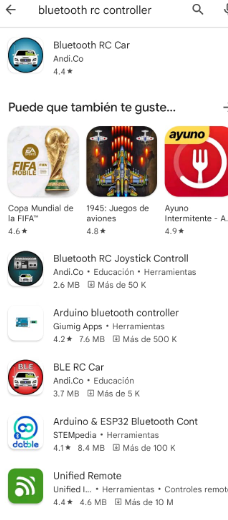 bluetooth rc controller
Bluetooth RC Car
Andi.Co
4.4★
Puede que también te guste...
EA SPORTS
FIFA
MOBILE
ayuno
Copa Mundial de
la FIFA™
4.6★
1945: Juegos de
aviones
4.8★
Ayuno
Intermitente - A..
4.9★
Bluetooth RC Joystick Controll
Andi.Co • Educación • Herramientas
2.6 MB Más de 50 K
Arduino bluetooth controller
Giumig Apps • Herramientas
4.2★ 7.6 MB Más de 500 K
BLE
BLE RC Car
Andi.Co • Educación
3.7 MB Más de 5 K
dabble
Arduino & ESP32 Bluetooth Cont
STEMpedia • Herramientas
4.1★ 8.4 MB Más de 100 K
Unified Remote
Unified I... • Herramientas • Controles remoto
4.4★ 4.6 MB Más de 10 M